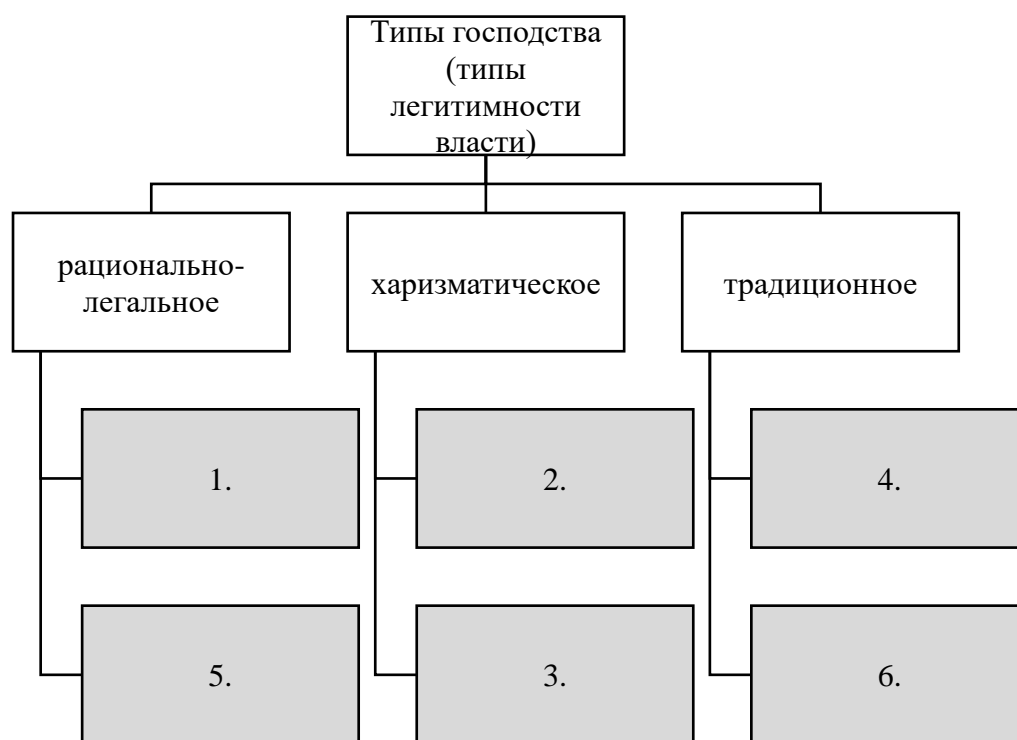 Типы господства
(типы
легитимности
власти)
рационально-
легальное
харизматическое
традиционное
1.
2.
4.
5.
3.
6.